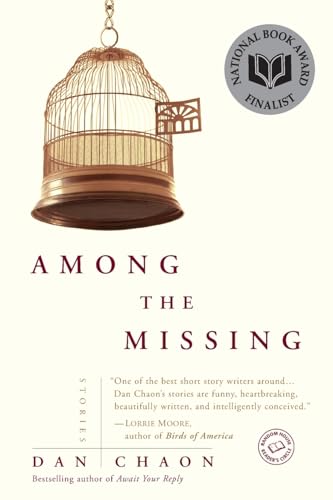 NATIONAL BOOK AWARD
FINALIST
AMONG
THE
MISSING
STORIES
"One of the best short story writers around…
Dan Chaon's stories are funny, heartbreaking,
beautifully written, and intelligently conceived."
—LORRIE MOORE,
author of Birds of America
RANDOM HOUSE
READER'S CIRCLE
DAN CHAON
Bestselling author of Await Your Reply